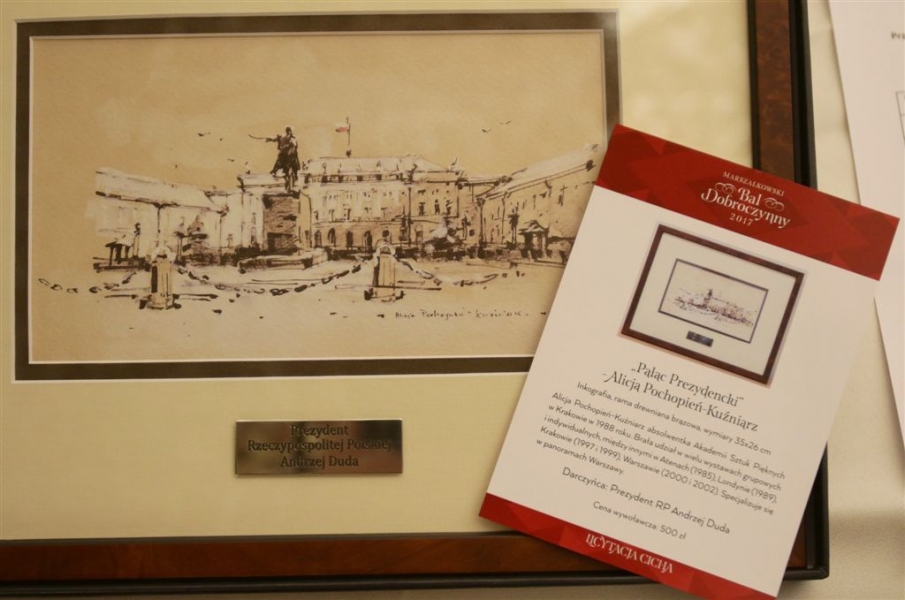 Prezydent
Rzeczypospolitej Polskiej
Andrzej Duda
MARSZAŁKOWSKI
Bal
Dobroczynny
2017
„Pałac Prezydencki"
-Alicja Pochopień-Kuźniarz
Inkografia, rama drewniana brązowa, wymiary 35x26 cm
Alicja Pochopień-Kuźniarz absolwentka Akademii Sztuk Pięknych
w Krakowie w 1988 roku. Brała udział w wielu wystawach grupowych
i indywidualnych, między innymi w Atenach (1985), Londynie (1989),
Krakowie (1997 i 1999), Warszawie (2000 i 2002). Specjalizuje się
w panoramach Warszawy.
Darczyńca: Prezydent RP Andrzej Duda
Cena wywoławcza: 500 zł
LICYTACJA CICHA